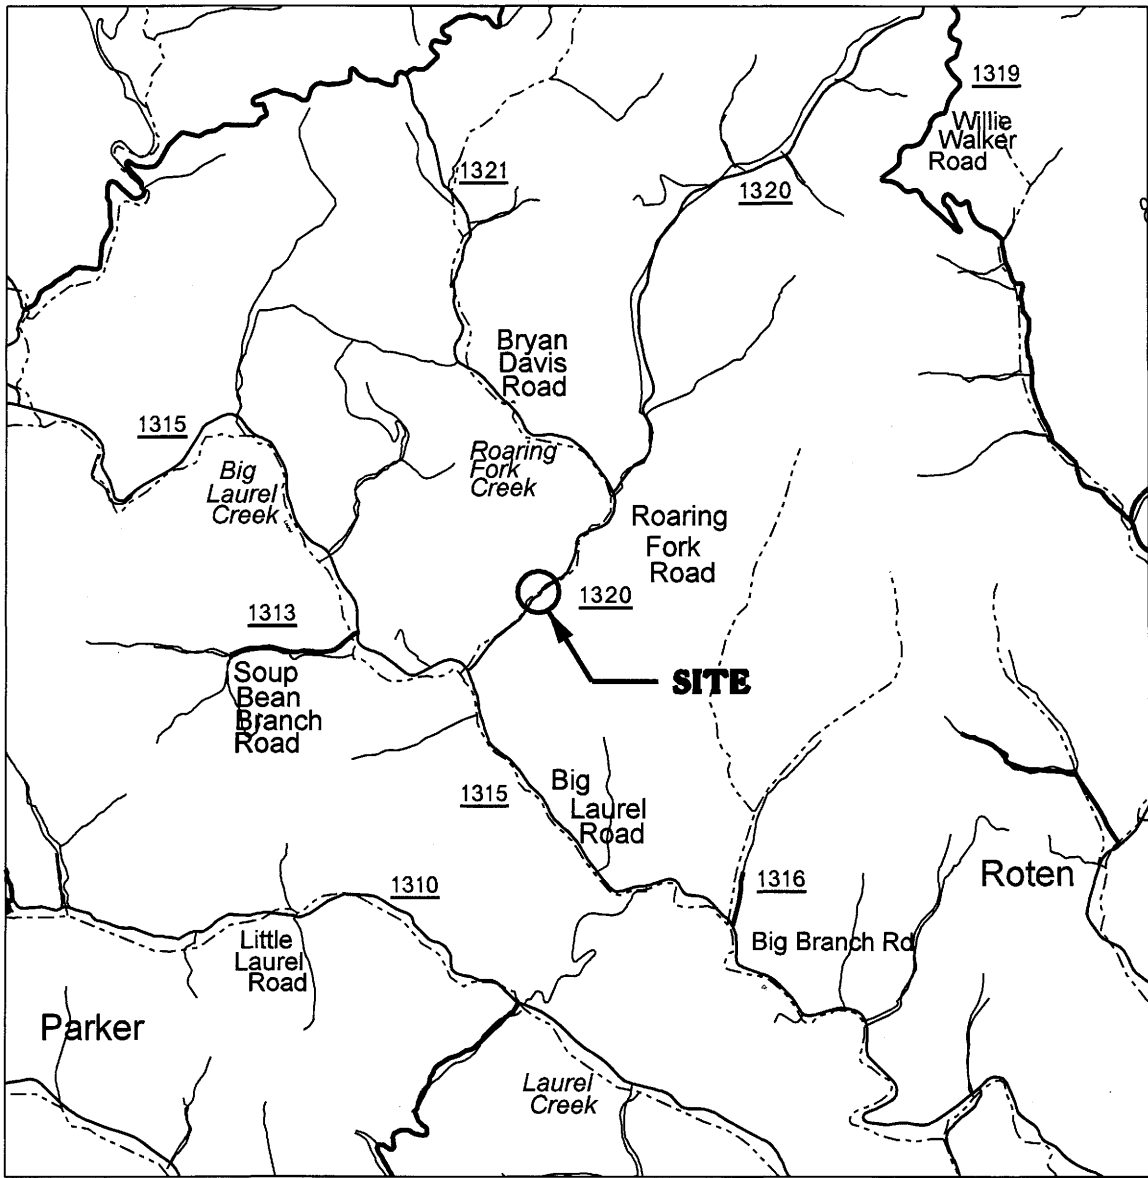 1319
Willie
Walker
Road
1321
1320
Bryan
Davis
Road
1315
Roaring
Fork
Creek
Big
Laurel
Creek
Roaring
Fork
Road
1320
1313
Soup
Bean
Branch
Road
SITE
1315
Big
Laurel
Road
1310
1316
Roten
Little
Laurel
Road
Big Branch Rd
Parker
Laurel
Creek